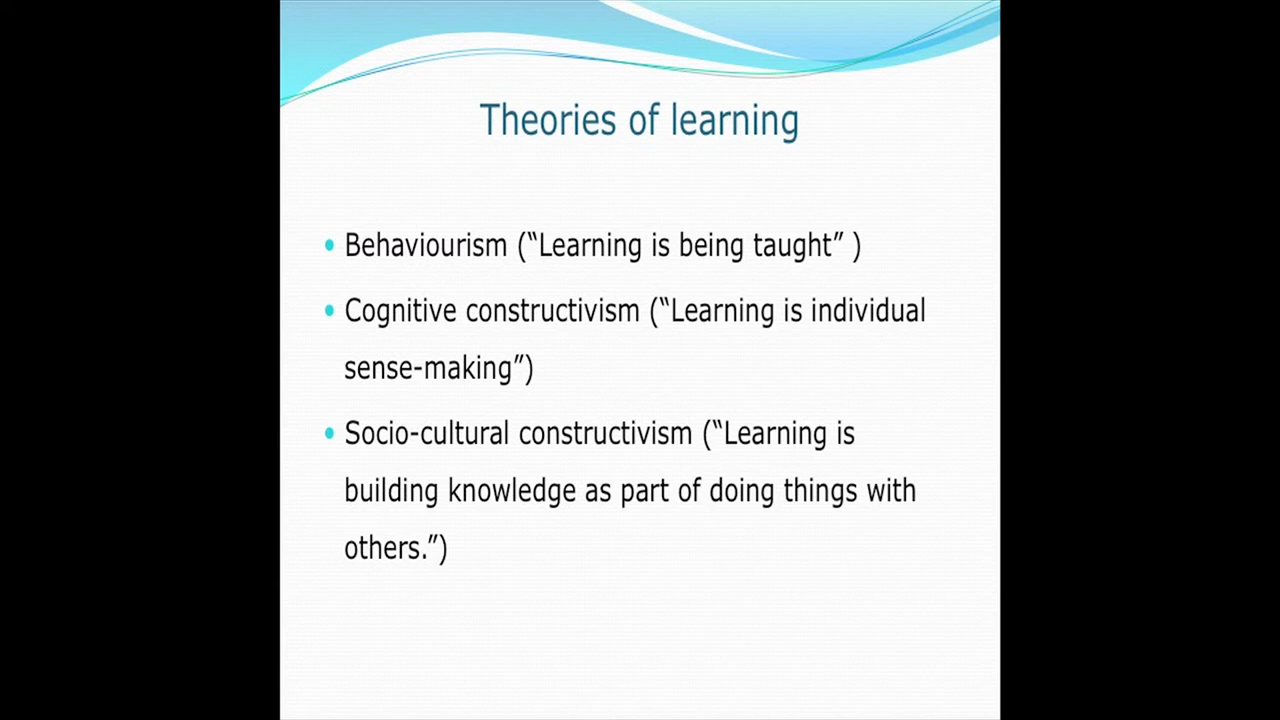 Theories of learning
• Behaviourism (“Learning is being taught” )
• Cognitive constructivism (“Learning is individual
sense-making”)
• Socio-cultural constructivism (“Learning is
building knowledge as part of doing things with
others.”)